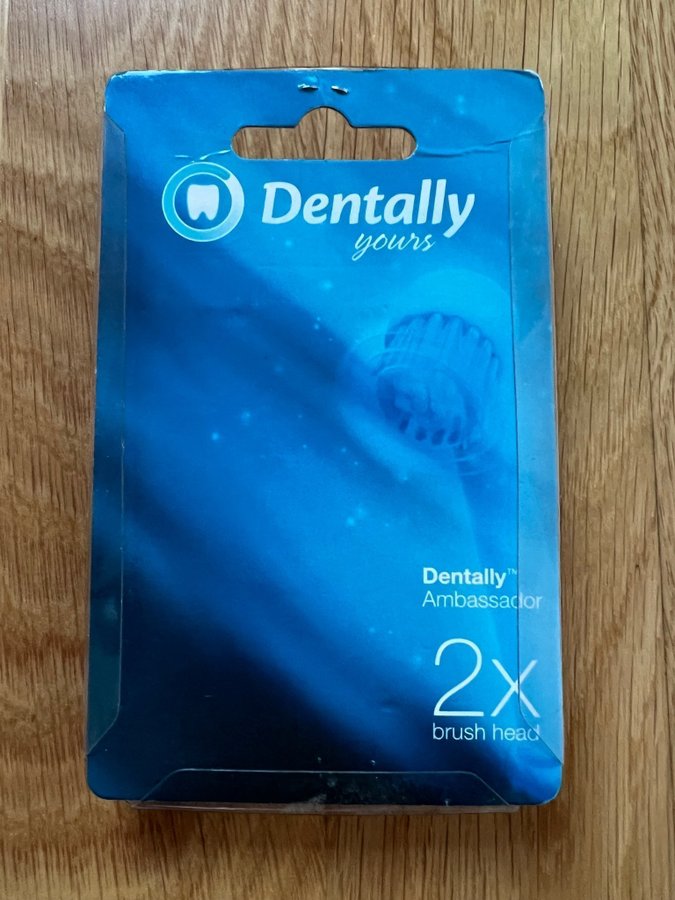 Dentally
yours
Dentally™
Ambassador
2x
brush head